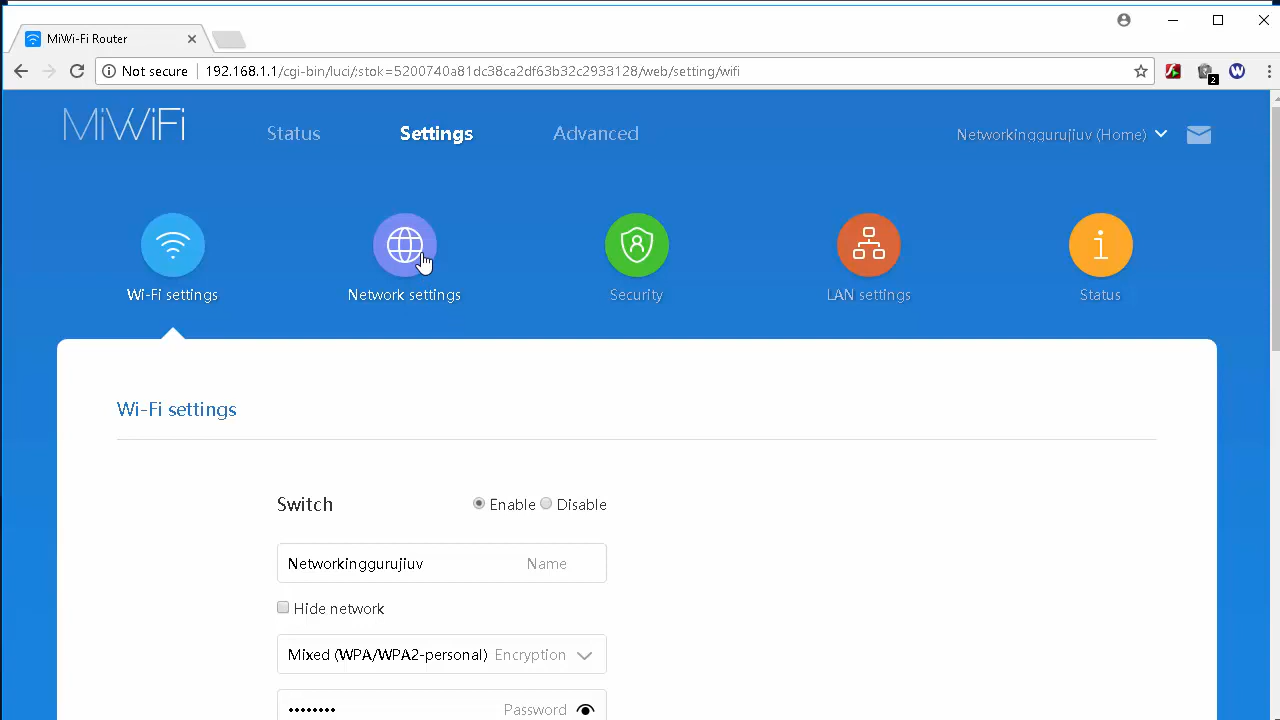 MiWi-Fi Router
Not secure 192.168.1.1/cgi-bin/luci/;stok=5200740a81dc38ca2df63b32c2933128/web/setting/wifi
2
W
MiWiFi
Status
Settings
Advanced
Networkinggurujiuv (Home)
Wi-Fi settings
Network settings
Security
LAN settings
Status
Wi-Fi settings
Switch
Enable
Disable
Networkinggurujiuv Name
Hide network
Mixed (WPA/WPA2-personal) Encryption
•••••••• Password